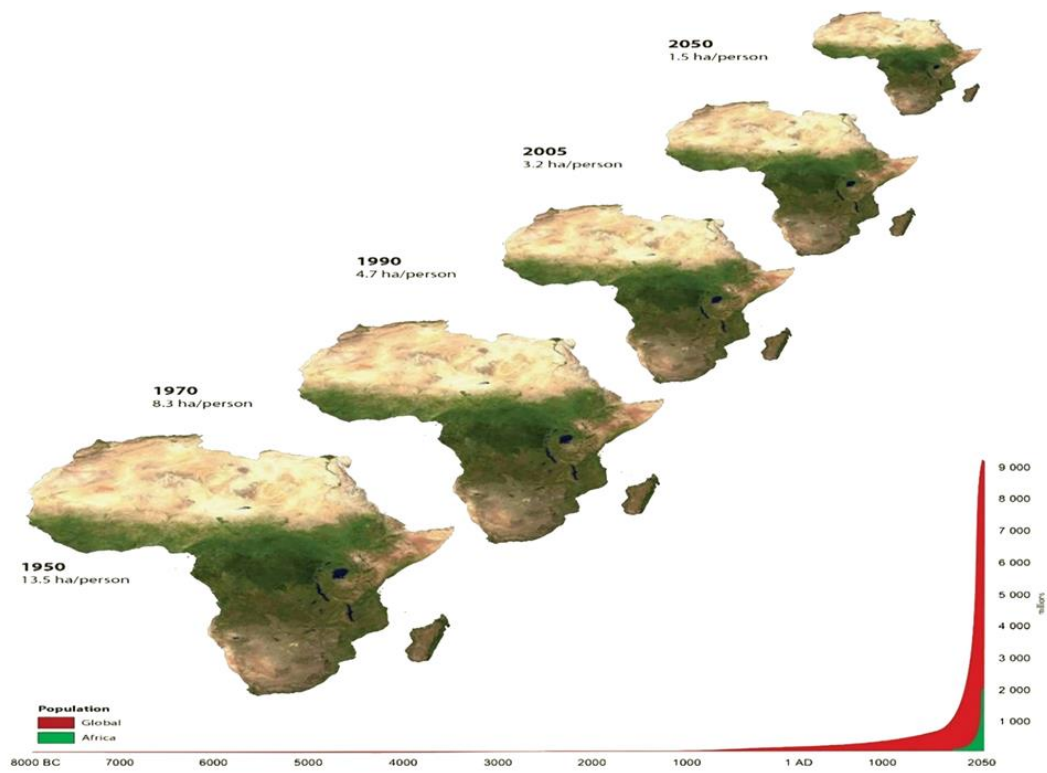 2050
1.5 ha/person
2005
3.2 ha/person
1990
4.7 ha/person
1970
8.3 ha/person
1950
13.5 ha/person
9 000
8 000
7 000
6 000
5 000
4 000
3 000
2 000
1 000
Population
Global
Africa
8000 BC 7000 6000 5000 4000 3000 2000 1000 1 AD 1000 2050